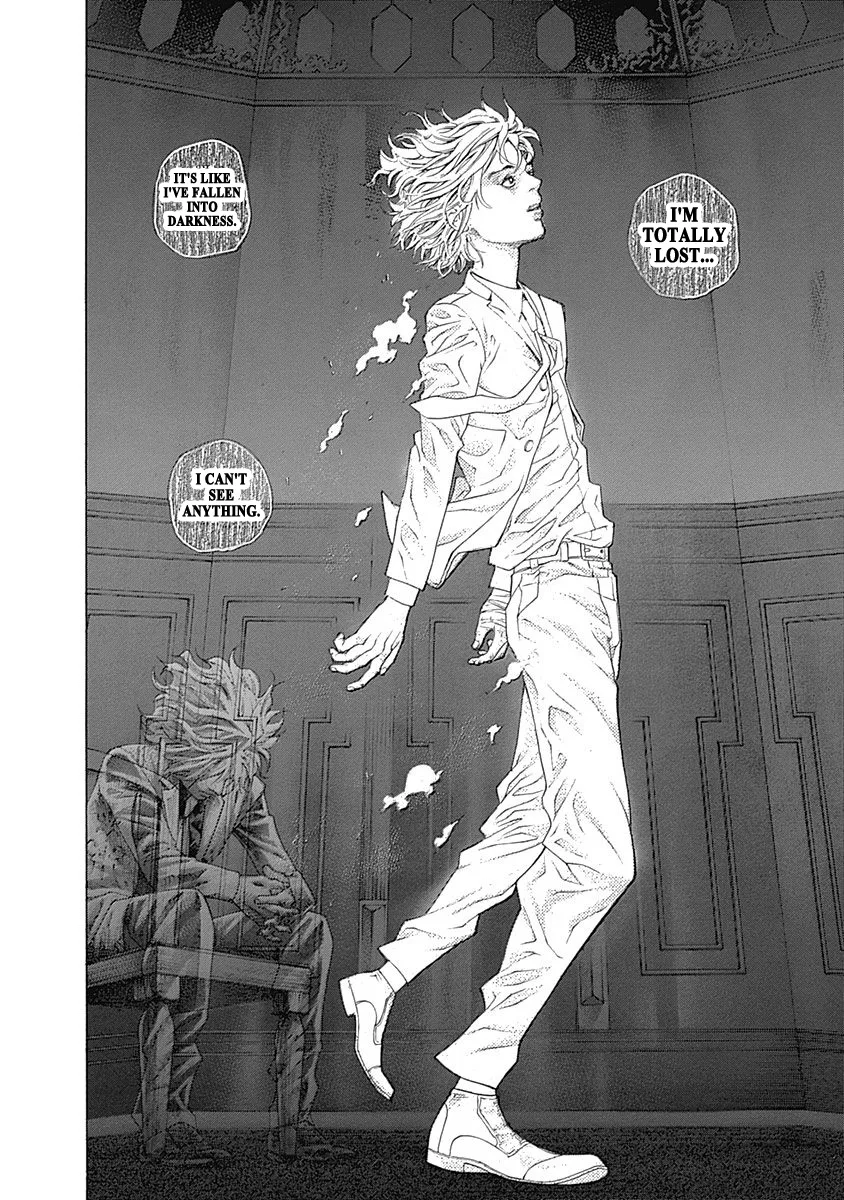 I'M
TOTALLY
LOST...
IT'S LIKE
I'VE FALLEN
INTO
DARKNESS.
I CAN'T
SEE
ANYTHING.